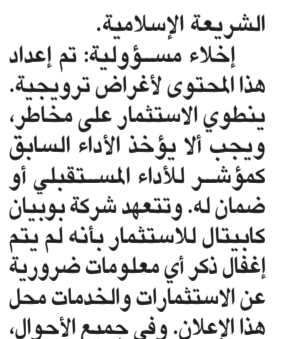 الشريعة الإسلامية.
إخلاء مسؤولية: تم إعداد
هذا المحتوى لأغراض ترويجية.
ينطوي الاستثمار على مخاطر،
ويجب ألا يؤخذ الأداء السابق
كمؤشر للأداء المستقبلي أو
ضمان له. وتتعهد شركة بوبيان
كابيتال للاستثمار بأنه لم يتم
إغفال ذكر أي معلومات ضرورية
عن الاستثمارات والخدمات محل
هذا الإعلان. وفي جميع الأحوال،